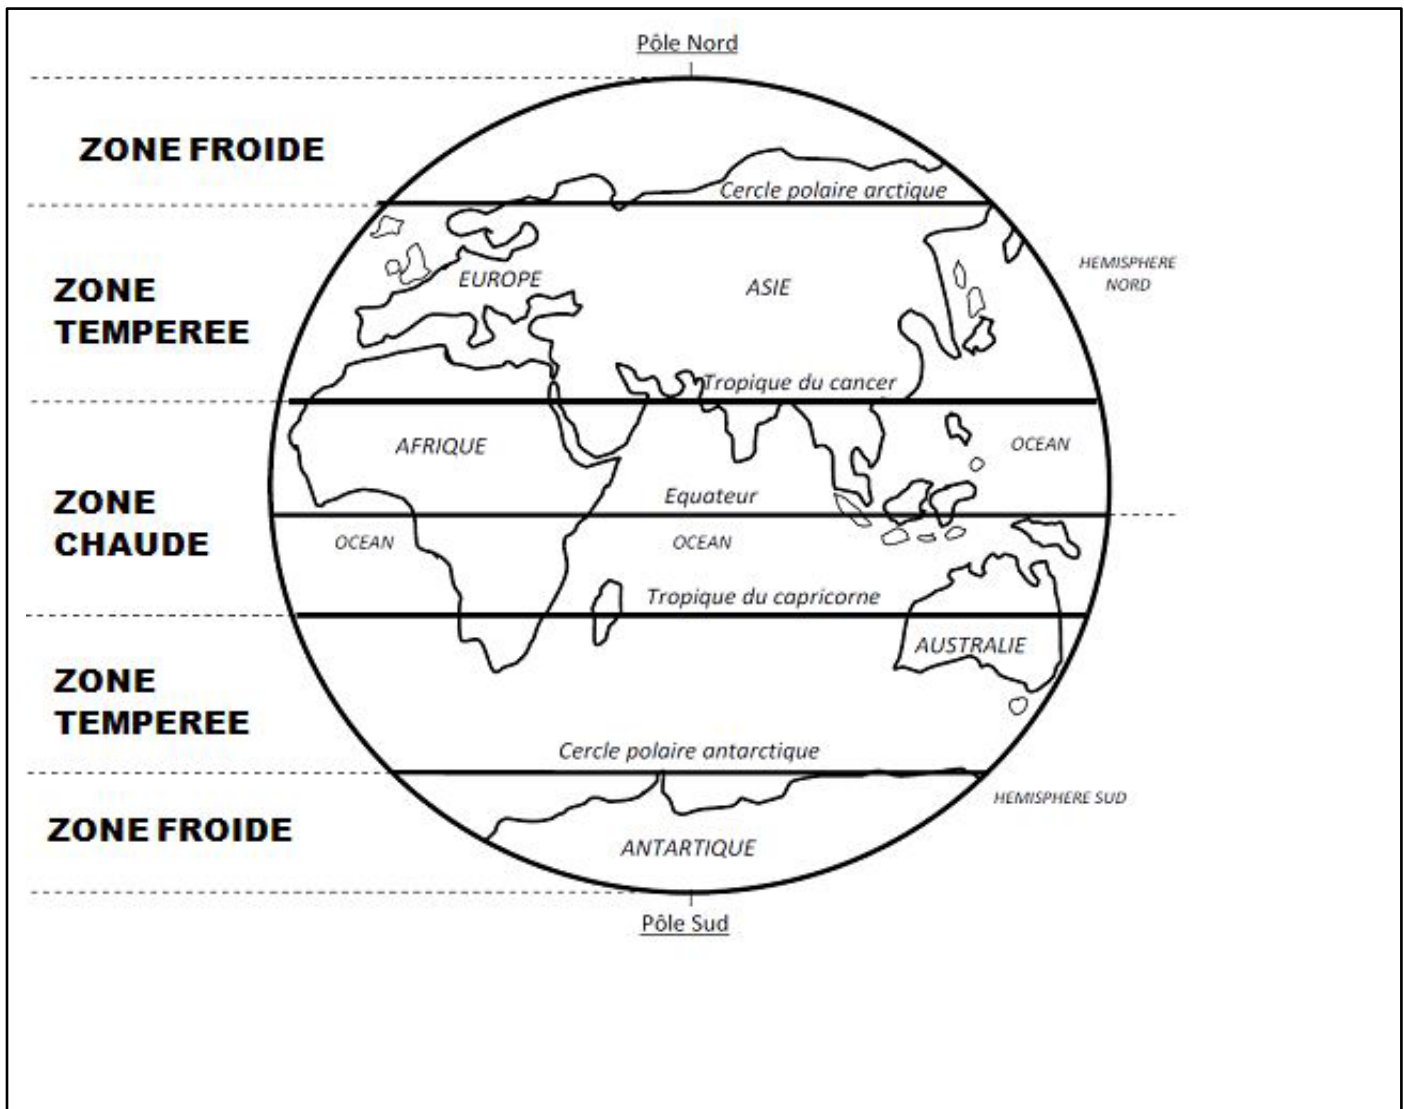 Pôle Nord
ZONE FROIDE
Cercle polaire arctique
HEMISPHERE
NORD
ZONE
TEMPEREE
EUROPE
ASIE
Tropique du cancer
AFRIQUE
OCEAN
ZONE
CHAUDE
Equateur
OCEAN
OCEAN
Tropique du capricorne
AUSTRALIE
ZONE
TEMPEREE
Cercle polaire antarctique
HEMISPHERE SUD
ZONE FROIDE
ANTARTIQUE
Pôle Sud